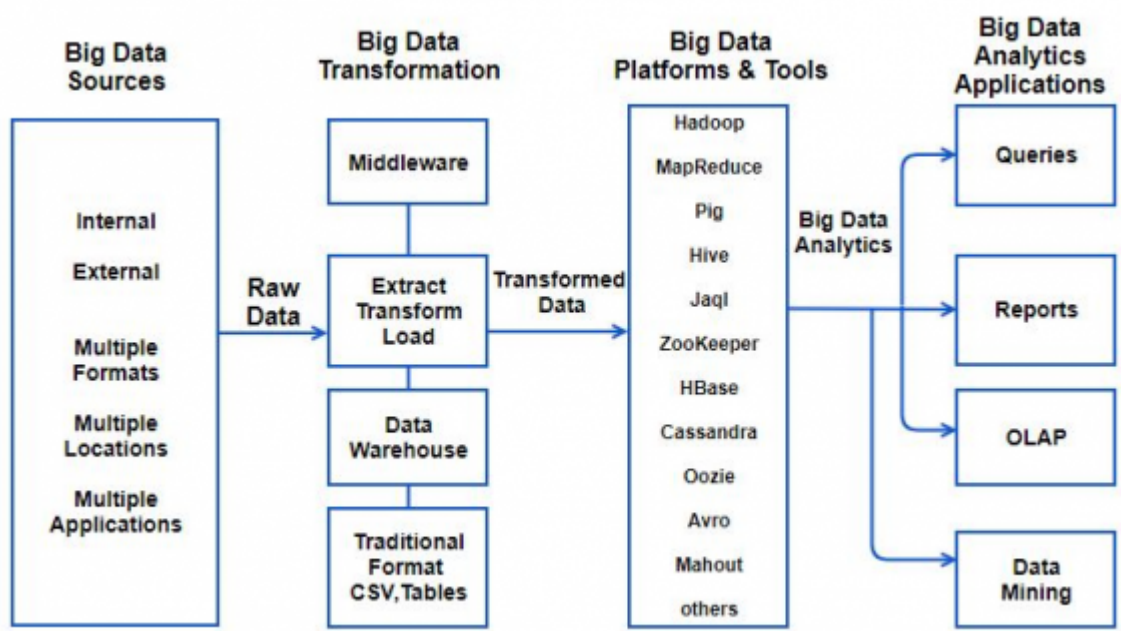 Big Data
Sources
Big Data
Transformation
Big Data
Platforms & Tools
Big Data
Analytics
Applications
Internal
External
Multiple
Formats
Multiple
Locations
Multiple
Applications
Raw
Data
Middleware
Extract
Transform
Load
Data
Warehouse
Traditional
Format
CSV,Tables
Transformed
Data
Hadoop
MapReduce
Pig
Hive
Jaql
ZooKeeper
HBase
Cassandra
Oozie
Avro
Mahout
others
Big Data
Analytics
Queries
Reports
OLAP
Data
Mining